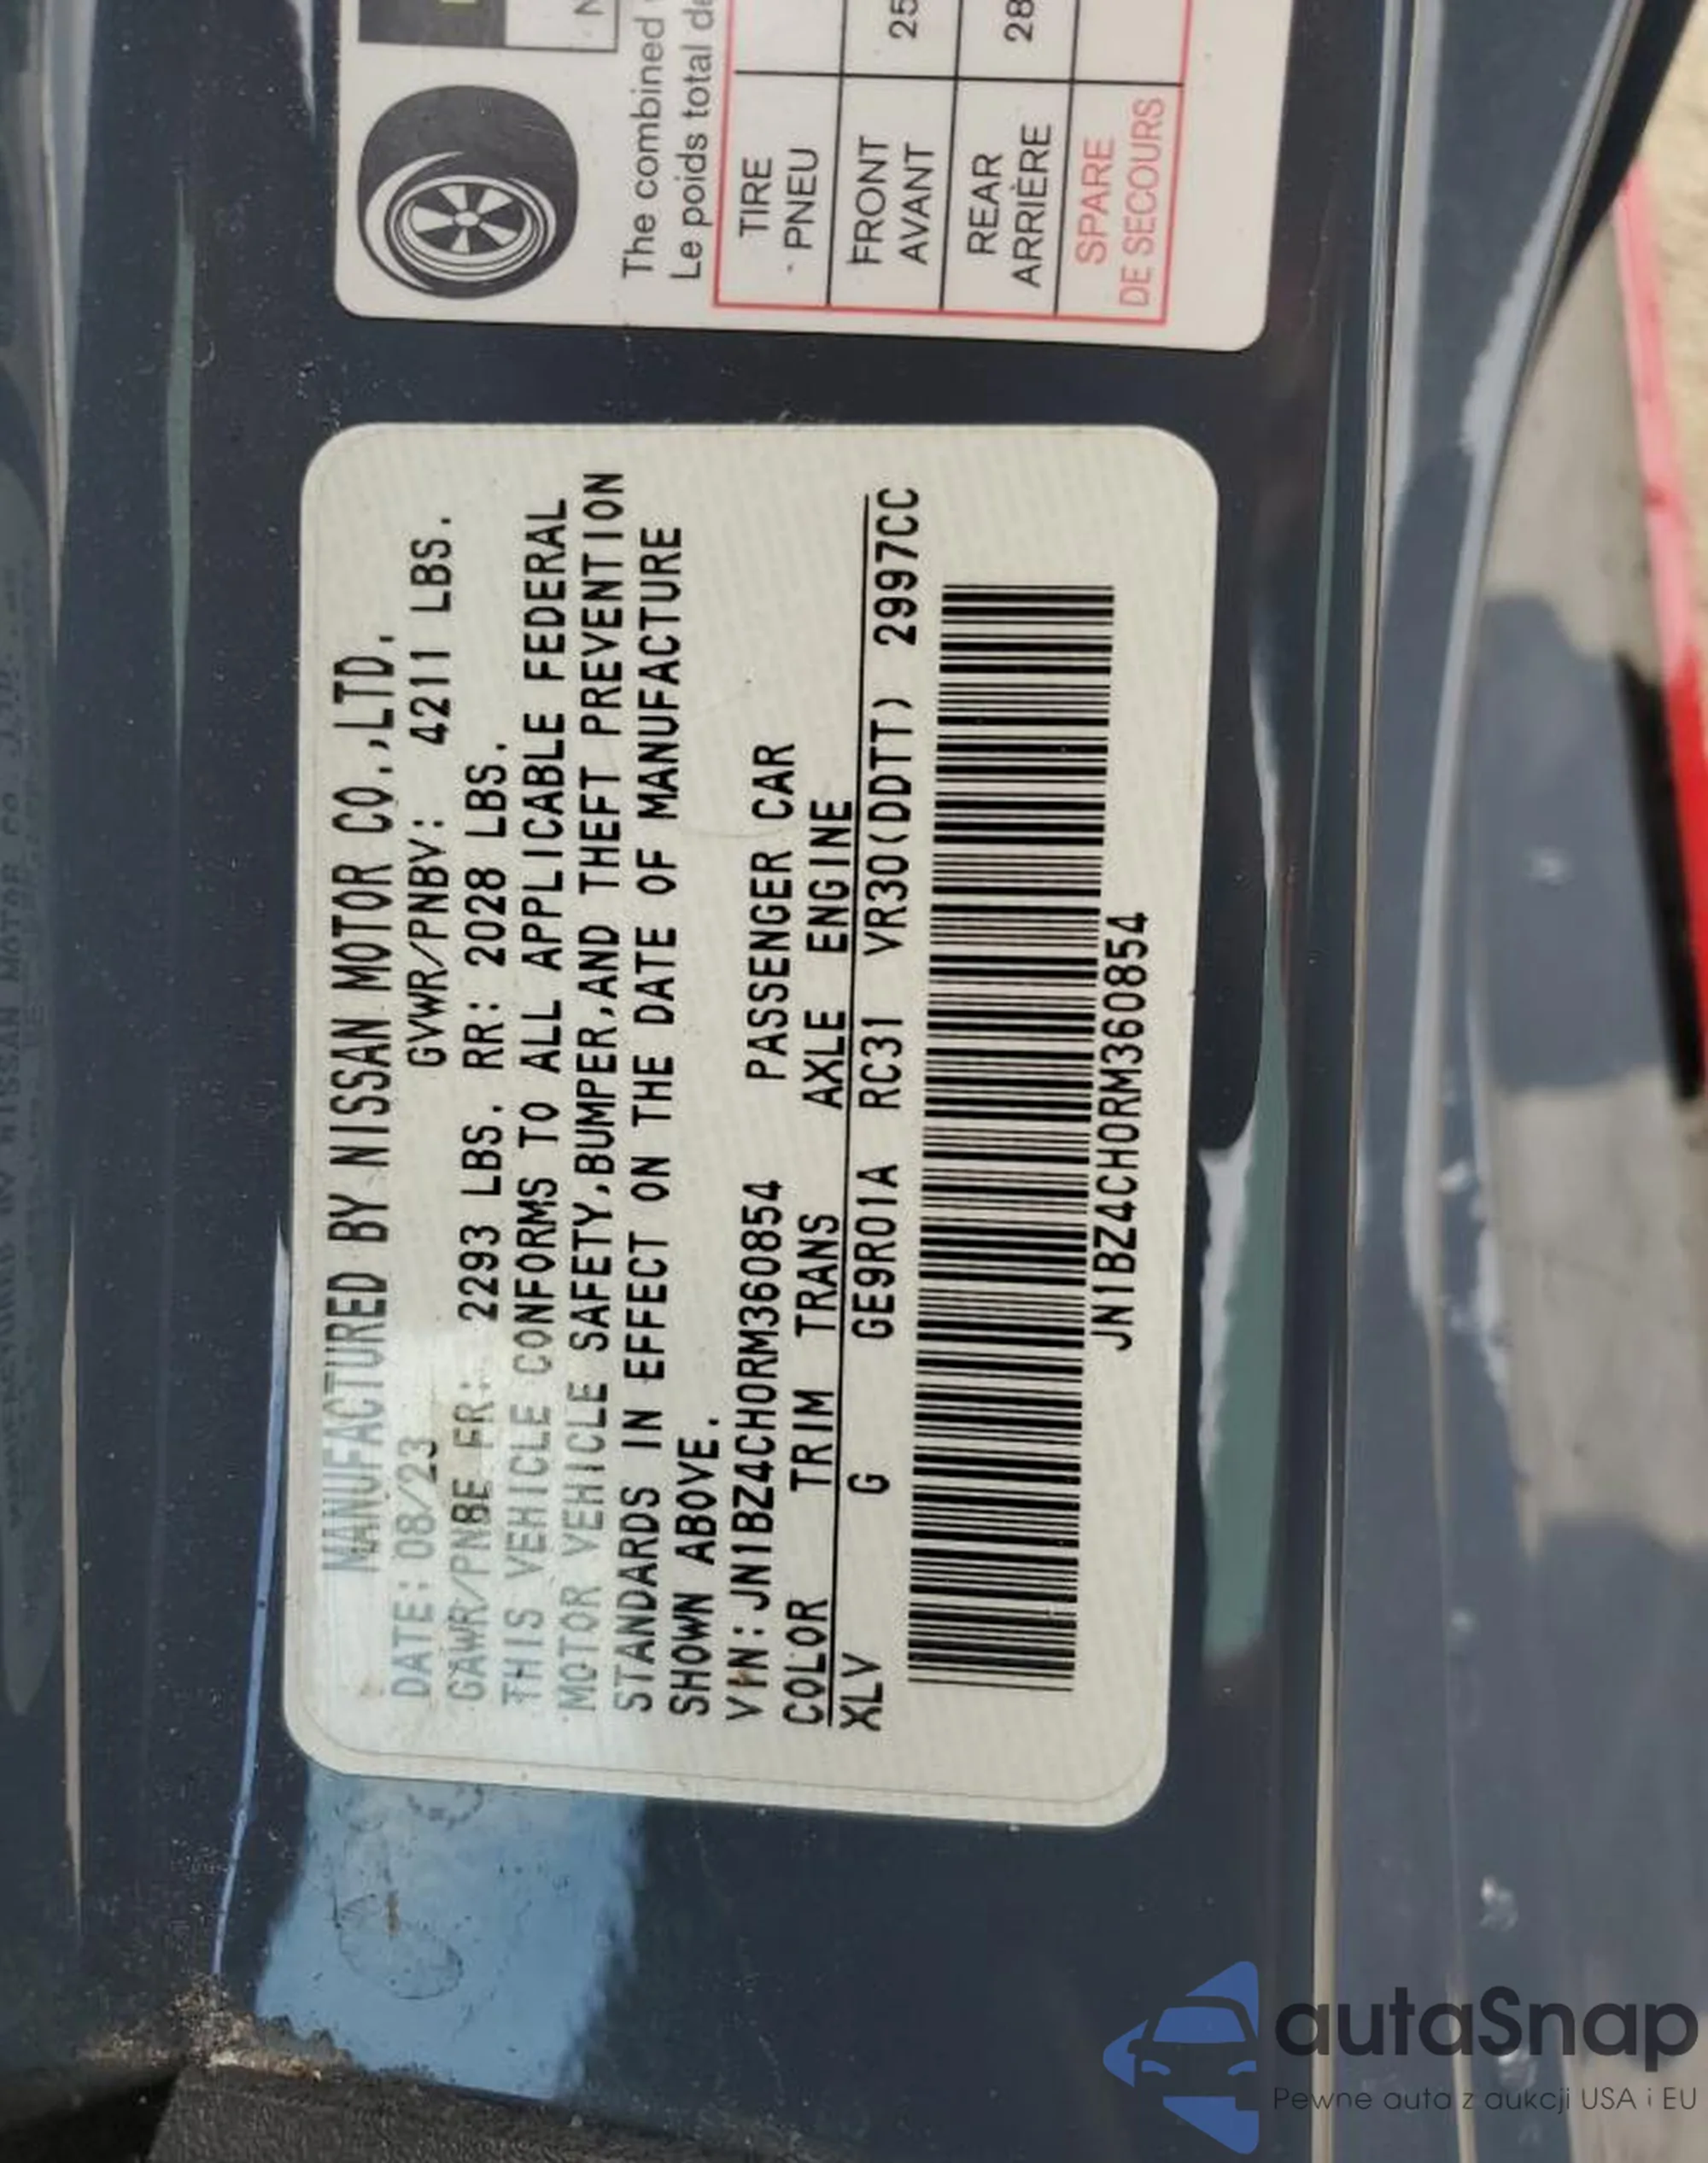 MANUFACTURED BY NISSAN MOTOR CO.,LTD.
DATE: 08/23 GVWR/PNBV: 4211 LBS.
GAWR/PNBE FR: 2293 LBS. RR: 2028 LBS.
THIS VEHICLE CONFORMS TO ALL APPLICABLE FEDERAL
MOTOR VEHICLE SAFETY,BUMPER,AND THEFT PREVENTION
STANDARDS IN EFFECT ON THE DATE OF MANUFACTURE
SHOWN ABOVE.
VIN:JN1BZ4CH0RM360854 PASSENGER CAR
COLOR TRIM TRANS AXLE ENGINE
XLV G GE9R01A RC31 VR30(DDTT) 2997CC
JN1BZ4CH0RM360854
The combined
Le poids total de
TIRE
PNEU
FRONT
AVANT
25
REAR
ARRIÈRE
28
SPARE
DE SECOURS
autaSnap
Pewne auta z aukcji USA i EU